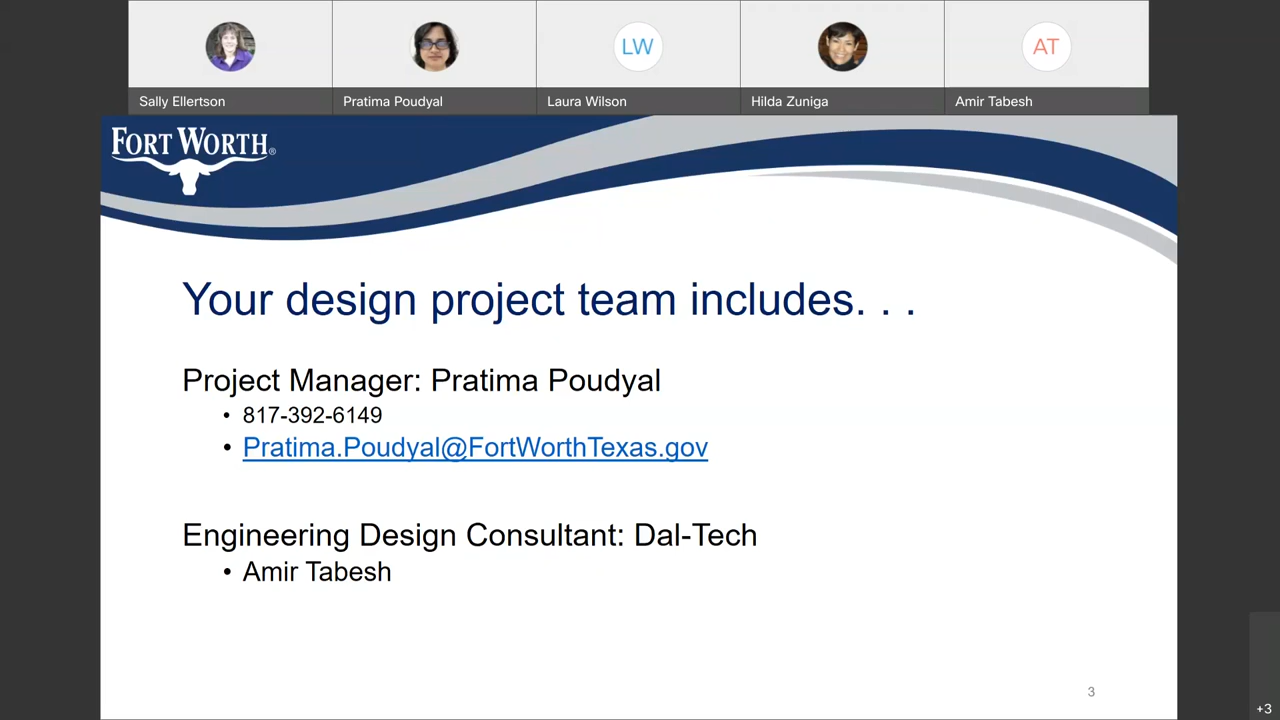 LW
AT
Sally Ellertson
Pratima Poudyal
Laura Wilson
Hilda Zuniga
Amir Tabesh
FORT WORTH®
Your design project team includes. . .
Project Manager: Pratima Poudyal
• 817-392-6149
• Pratima.Poudyal@FortWorthTexas.gov
Engineering Design Consultant: Dal-Tech
• Amir Tabesh
3
+3